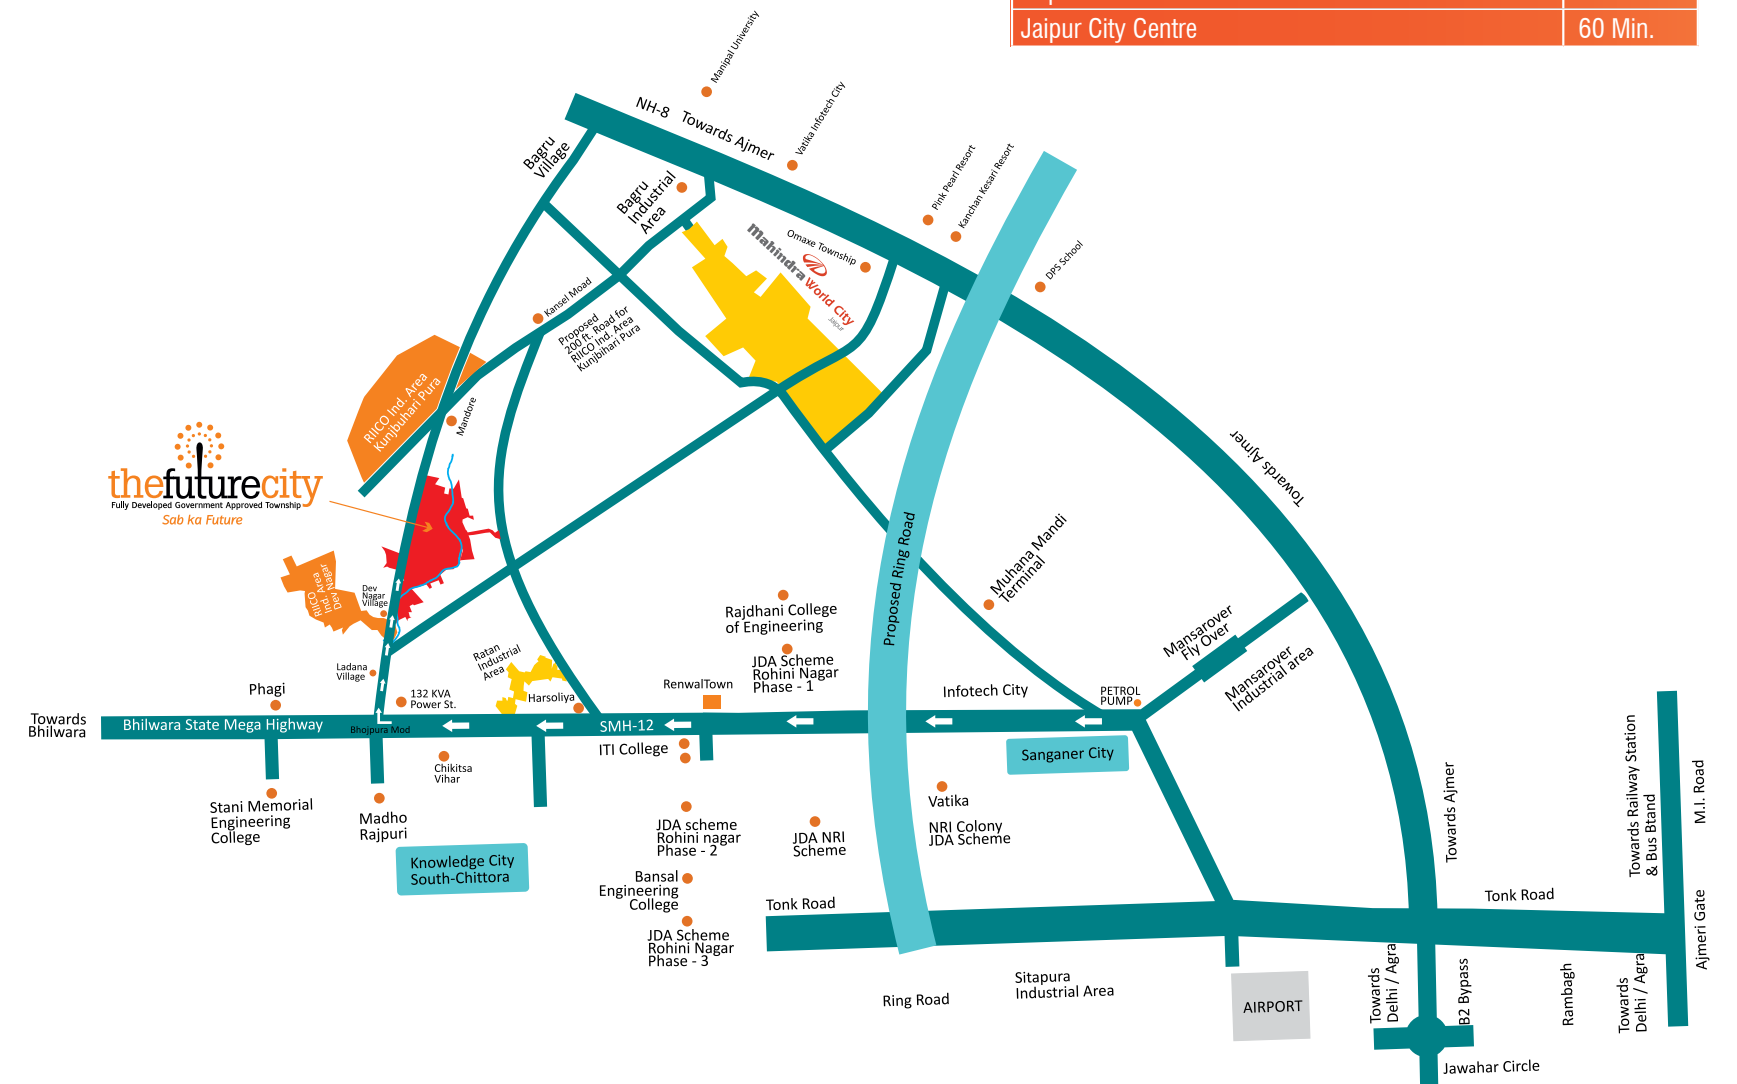 Jaipur City Centre
60 Min.
Manipal University
Vatika Infotech City
NH-8 Towards Ajmer
Bagru
Village
Bagru
Industrial
Area
Pink Pearl Resort
Kanchan Kesari Resort
DPS School
Omaxe Township
Mahindra
World City
Jaipur
Kansel Moad
Proposed
200 ft. Road for
RIICO Ind. Area
Kunjbihari Pura
RIICO Ind. Area
Kunjbuhari Pura
Mandore
thefuturecity
Fully Developed Government Approved Township
Sab ka Future
Towards Ajmer
Proposed Ring Road
Muhana Mandi
Terminal
RIICO
Ind. Area
Dev Nagar
Dev
Nagar
Village
Rajdhani College
of Engineering
JDA Scheme
Rohini Nagar
Phase - 1
Mansarover
Fly Over
Mansarover
Industrial area
Ratan
Industrial
Area
Ladana
Village
Phagi
132 KVA
Power St.
Harsoliya
RenwalTown
Infotech City
PETROL
PUMP
Towards
Bhilwara
Bhilwara State Mega Highway
Bhojpura Mod
SMH-12
ITI College
Sanganer City
Chikitsa
Vihar
Stani Memorial
Engineering
College
Madho
Rajpuri
Knowledge City
South-Chittora
JDA scheme
Rohini nagar
Phase - 2
JDA NRI
Scheme
Vatika
NRI Colony
JDA Scheme
Bansal
Engineering
College
JDA Scheme
Rohini Nagar
Phase - 3
Tonk Road
Ring Road
Sitapura
Industrial Area
AIRPORT
Towards Ajmer
Tonk Road
Towards Railway Station
& Bus Btand
M.I. Road
Ajmeri Gate
Towards
Delhi / Agra
B2 Bypass
Rambagh
Towards
Delhi / Agra
Jawahar Circle